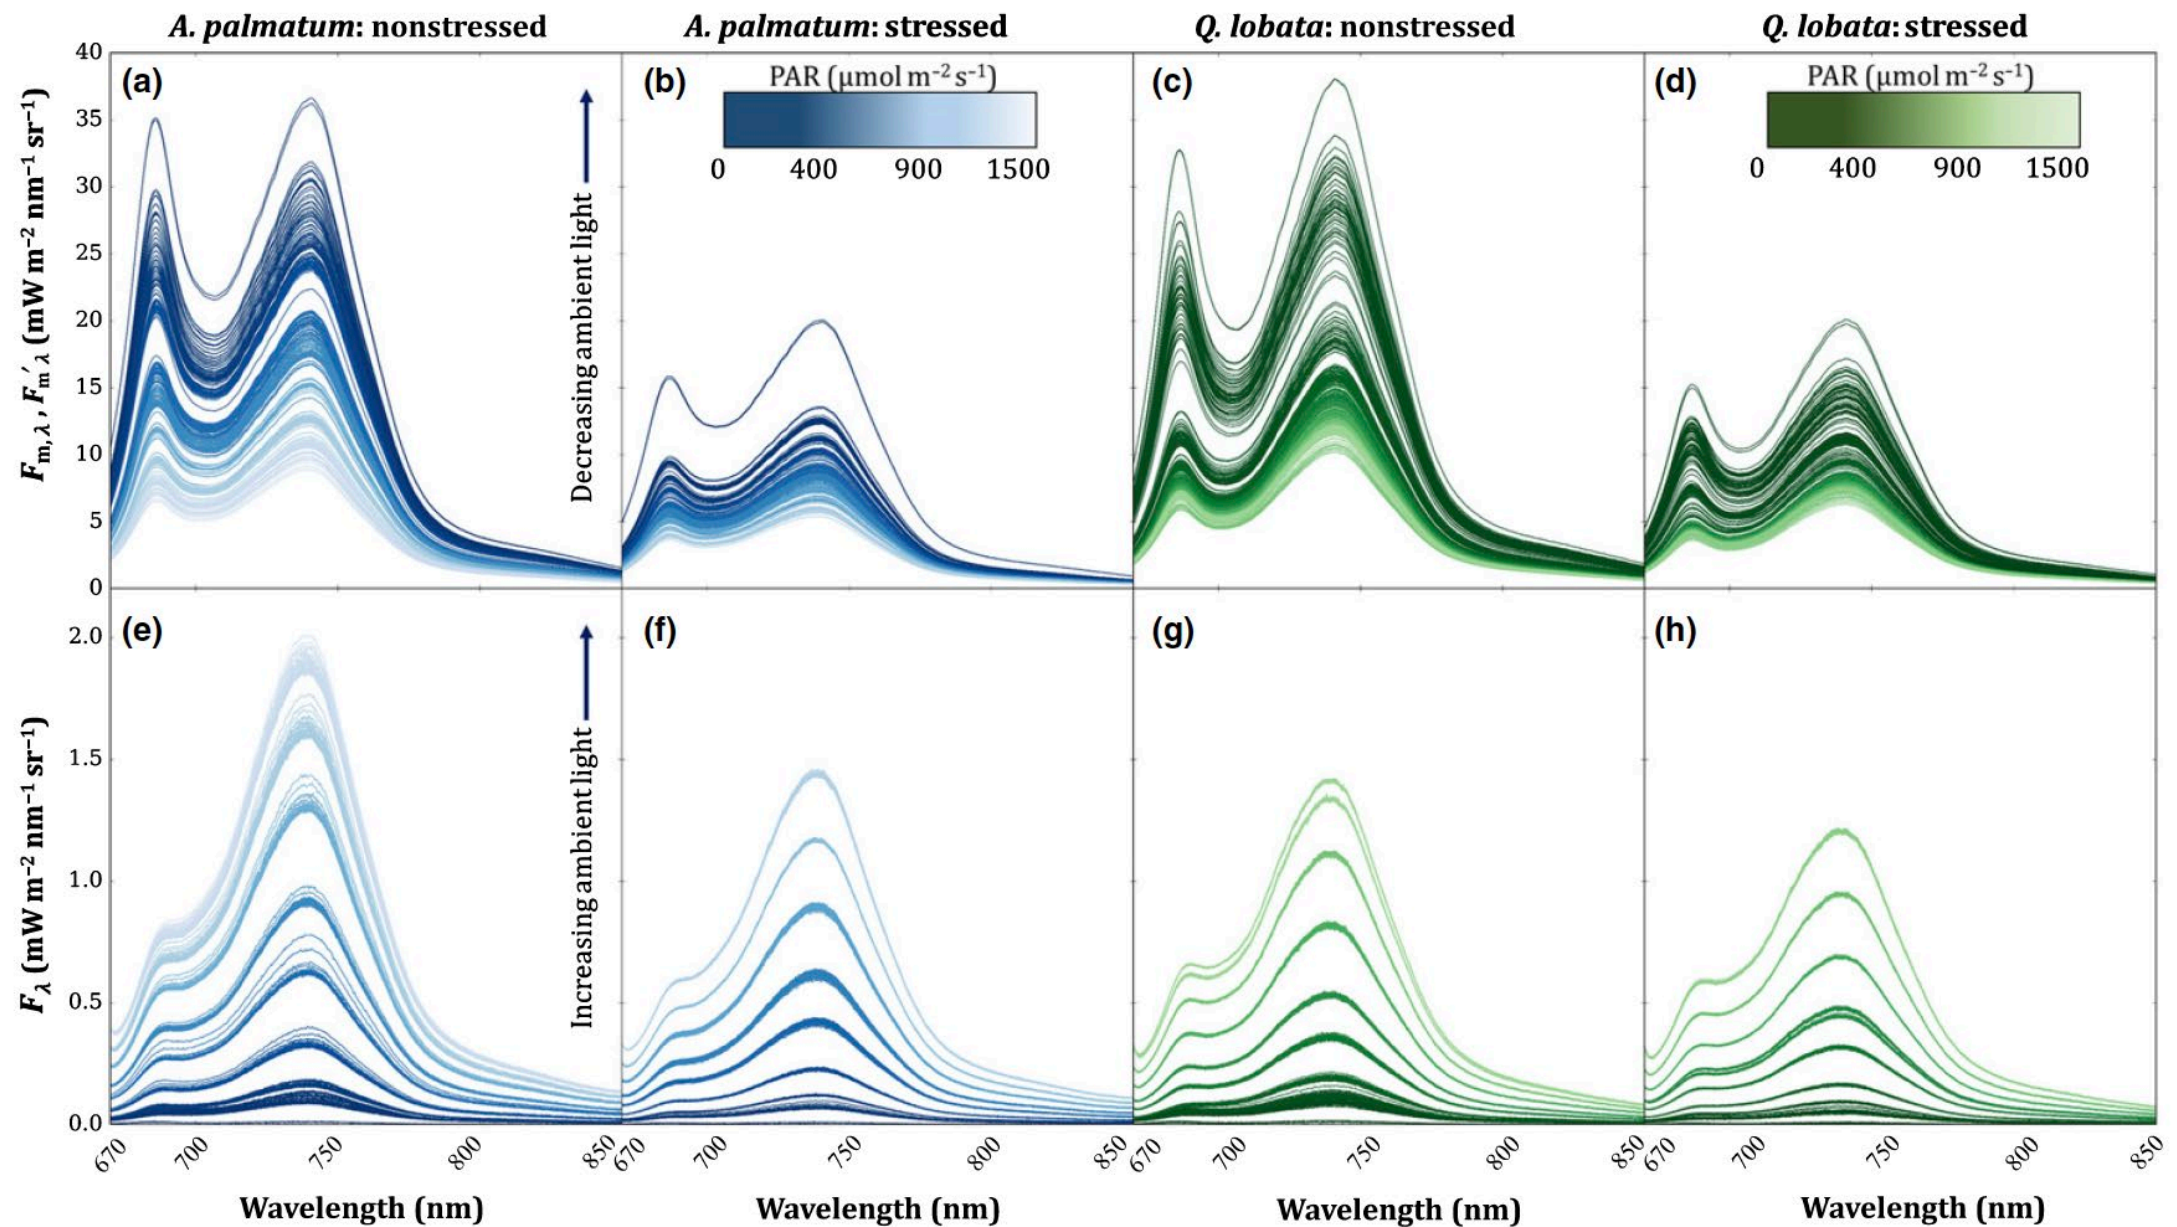 A. palmatum: nonstressed
A. palmatum: stressed
Q. lobata: nonstressed
Q. lobata: stressed
(a)
(b)
(c)
(d)
PAR (μmol m⁻² s⁻¹)
0 400 900 1500
PAR (μmol m⁻² s⁻¹)
0 400 900 1500
Fm,λ , Fm′λ (mW m⁻² nm⁻¹ sr⁻¹)
40
35
30
25
20
15
10
5
0
Decreasing ambient light
(e)
(f)
(g)
(h)
Fλ (mW m⁻² nm⁻¹ sr⁻¹)
2.0
1.5
1.0
0.5
0.0
Increasing ambient light
670 700 750 800 850
670 700 750 800 850
670 700 750 800 850
670 700 750 800 850
Wavelength (nm)
Wavelength (nm)
Wavelength (nm)
Wavelength (nm)